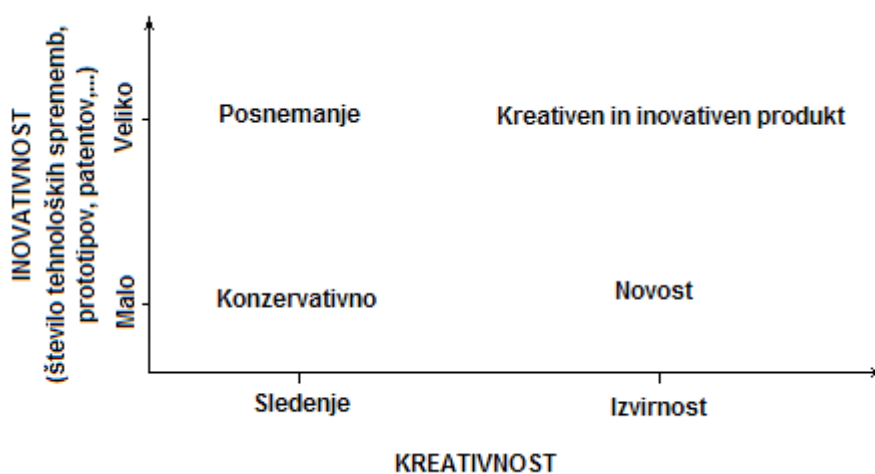 INOVATIVNOST
(število tehnoloških sprememb,
prototipov, patentov,...)
Veliko
Malo
Posnemanje
Kreativen in inovativen produkt
Konzervativno
Novost
Sledenje
Izvirnost
KREATIVNOST